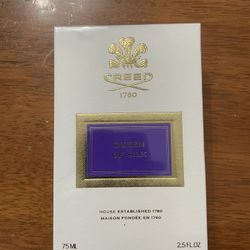 CREED
1760
QUEEN
OF SILK
HOUSE ESTABLISHED 1760
MAISON FONDÉE EN 1760
75 ML
2.5 FL.OZ